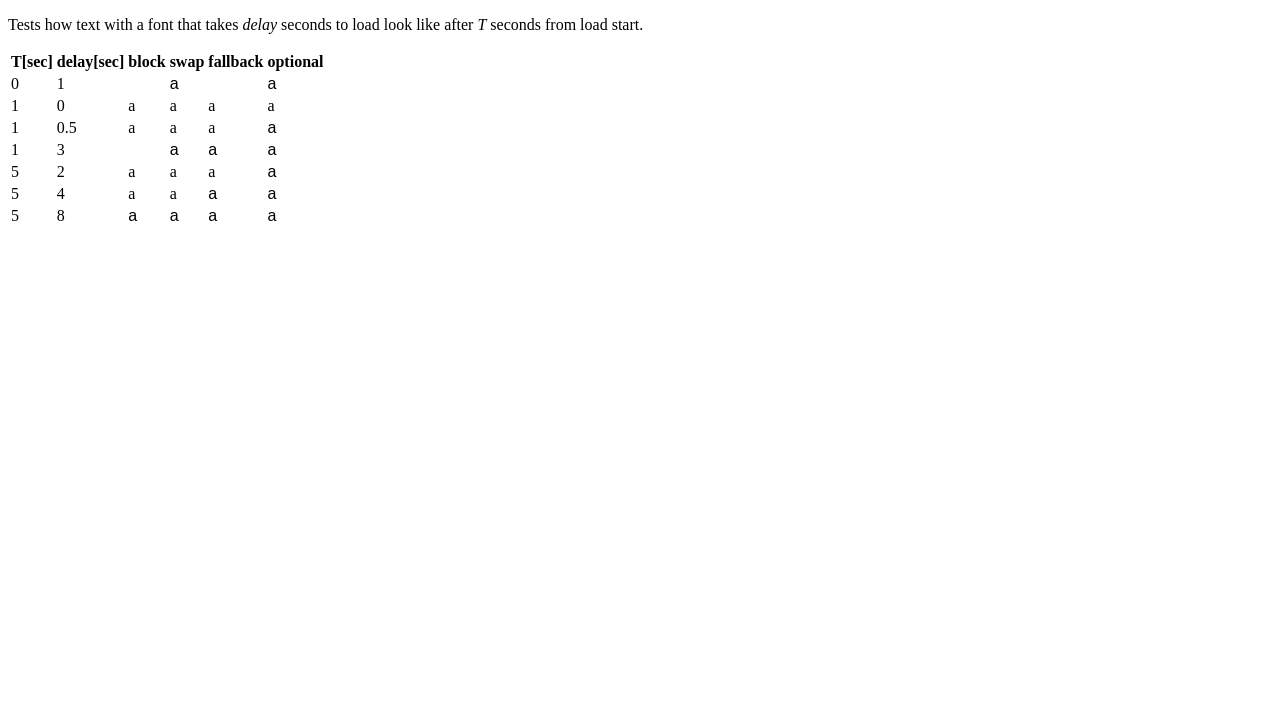 Tests how text with a font that takes delay seconds to load look like after T seconds from load start.
T[sec] delay[sec] block swap fallback optional
0 1 a a
1 0 a a a a
1 0.5 a a a a
1 3 a a a
5 2 a a a a
5 4 a a a a
5 8 a a a a